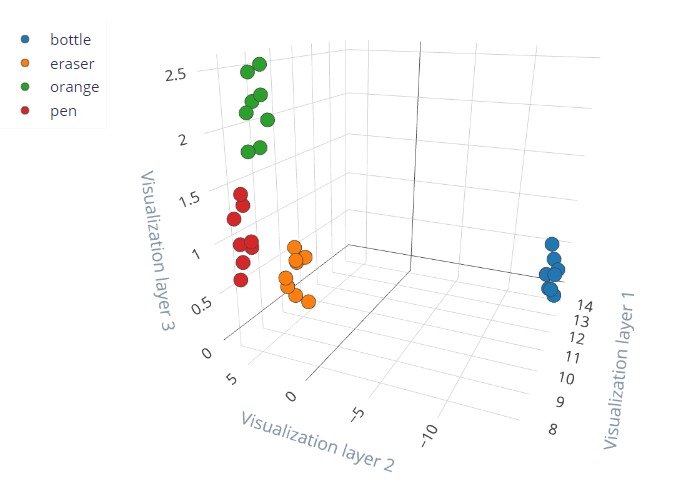 bottle
eraser
orange
pen
2.5
2
1.5
1
0.5
0
Visualization layer 3
5
0
−5
−10
Visualization layer 2
14
13
12
11
10
9
8
Visualization layer 1